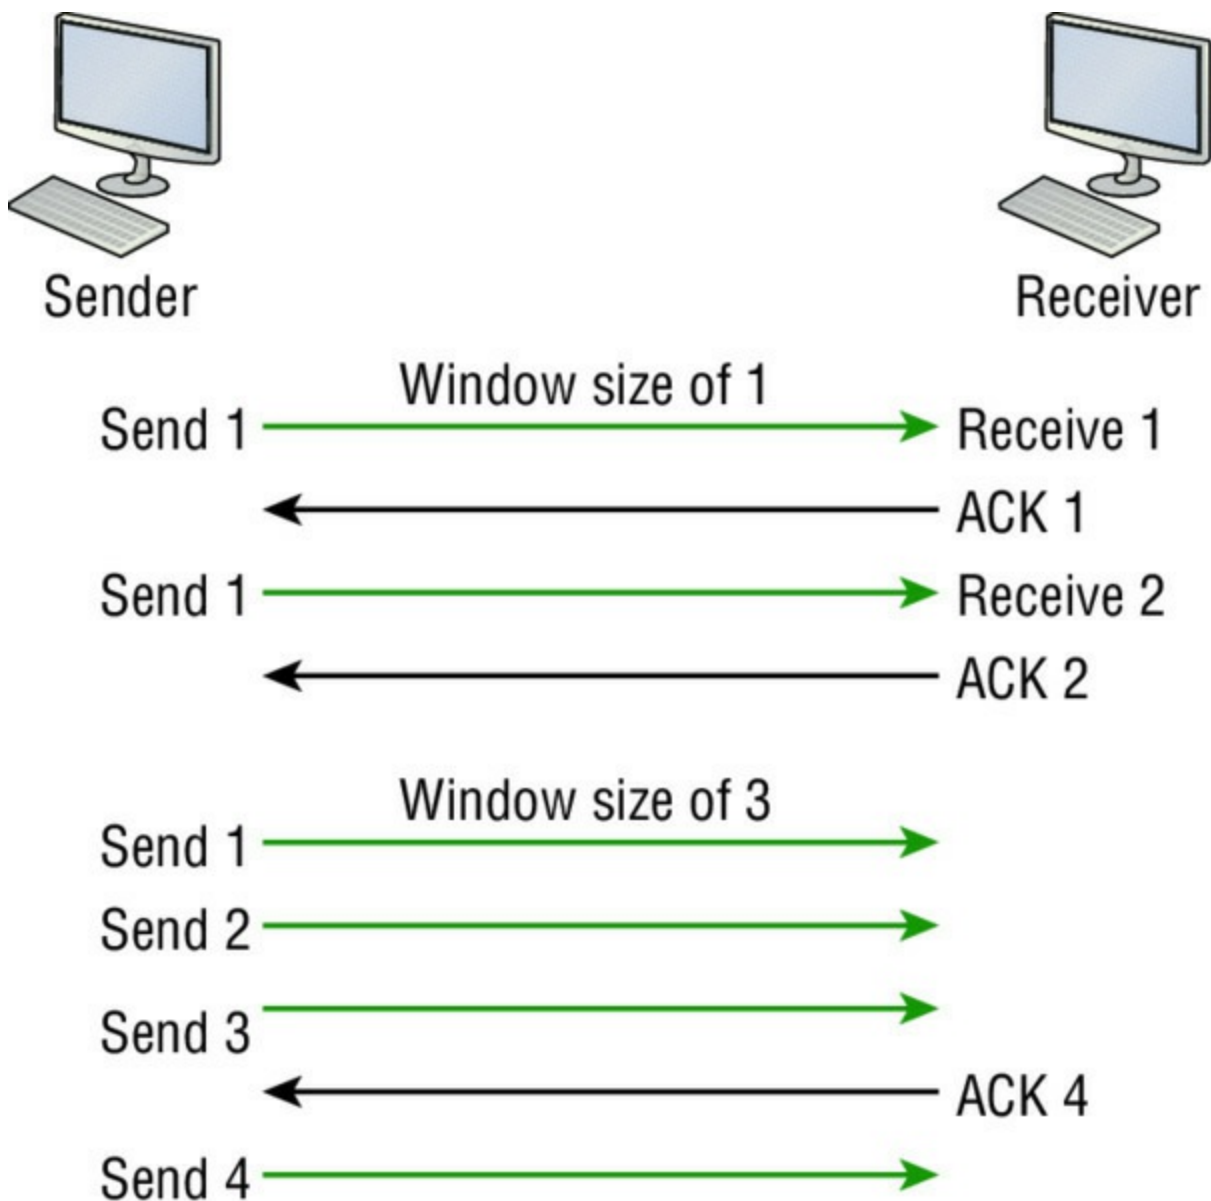 Sender
Receiver
Window size of 1
Send 1
Receive 1
ACK 1
Send 1
Receive 2
ACK 2
Window size of 3
Send 1
Send 2
Send 3
ACK 4
Send 4